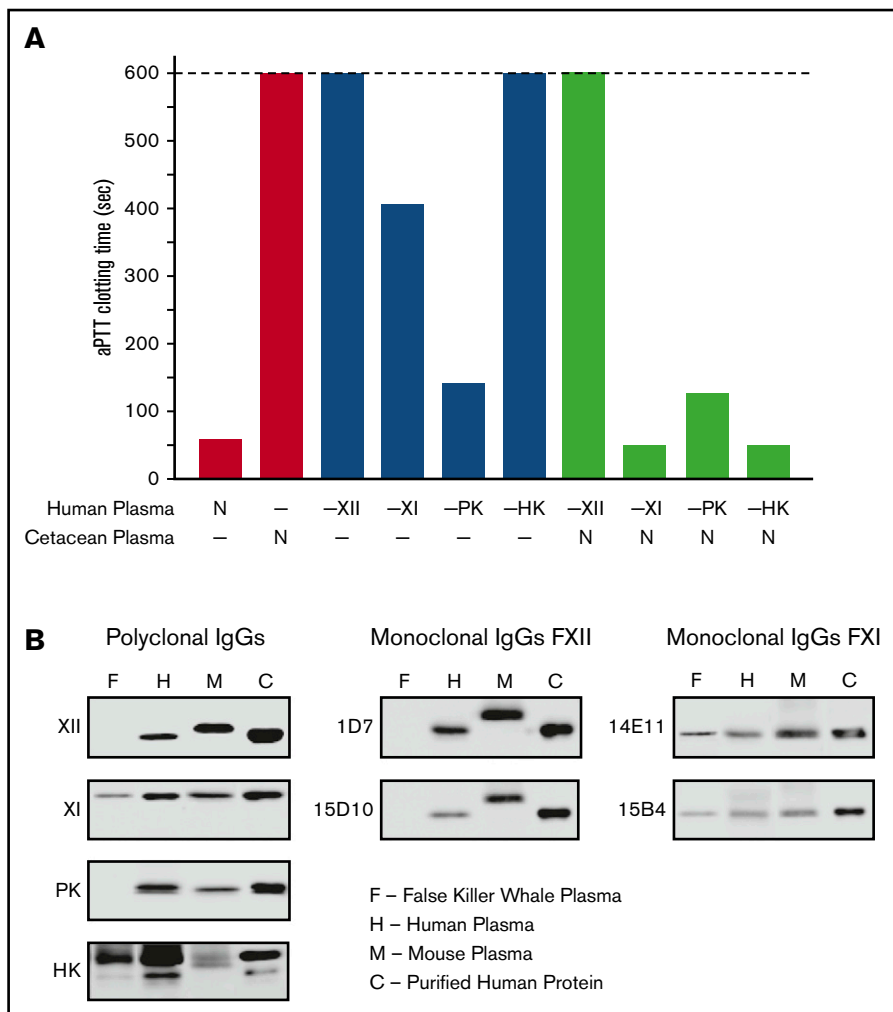 A
aPTT clotting time (sec)
600
500
400
300
200
100
0
Human Plasma N – –XII –XI –PK –HK –XII –XI –PK –HK
Cetacean Plasma – N – – – – N N N N
B
Polyclonal IgGs
F H M C
XII
XI
PK
HK
Monoclonal IgGs FXII
F H M C
1D7
15D10
Monoclonal IgGs FXI
F H M C
14E11
15B4
F – False Killer Whale Plasma
H – Human Plasma
M – Mouse Plasma
C – Purified Human Protein